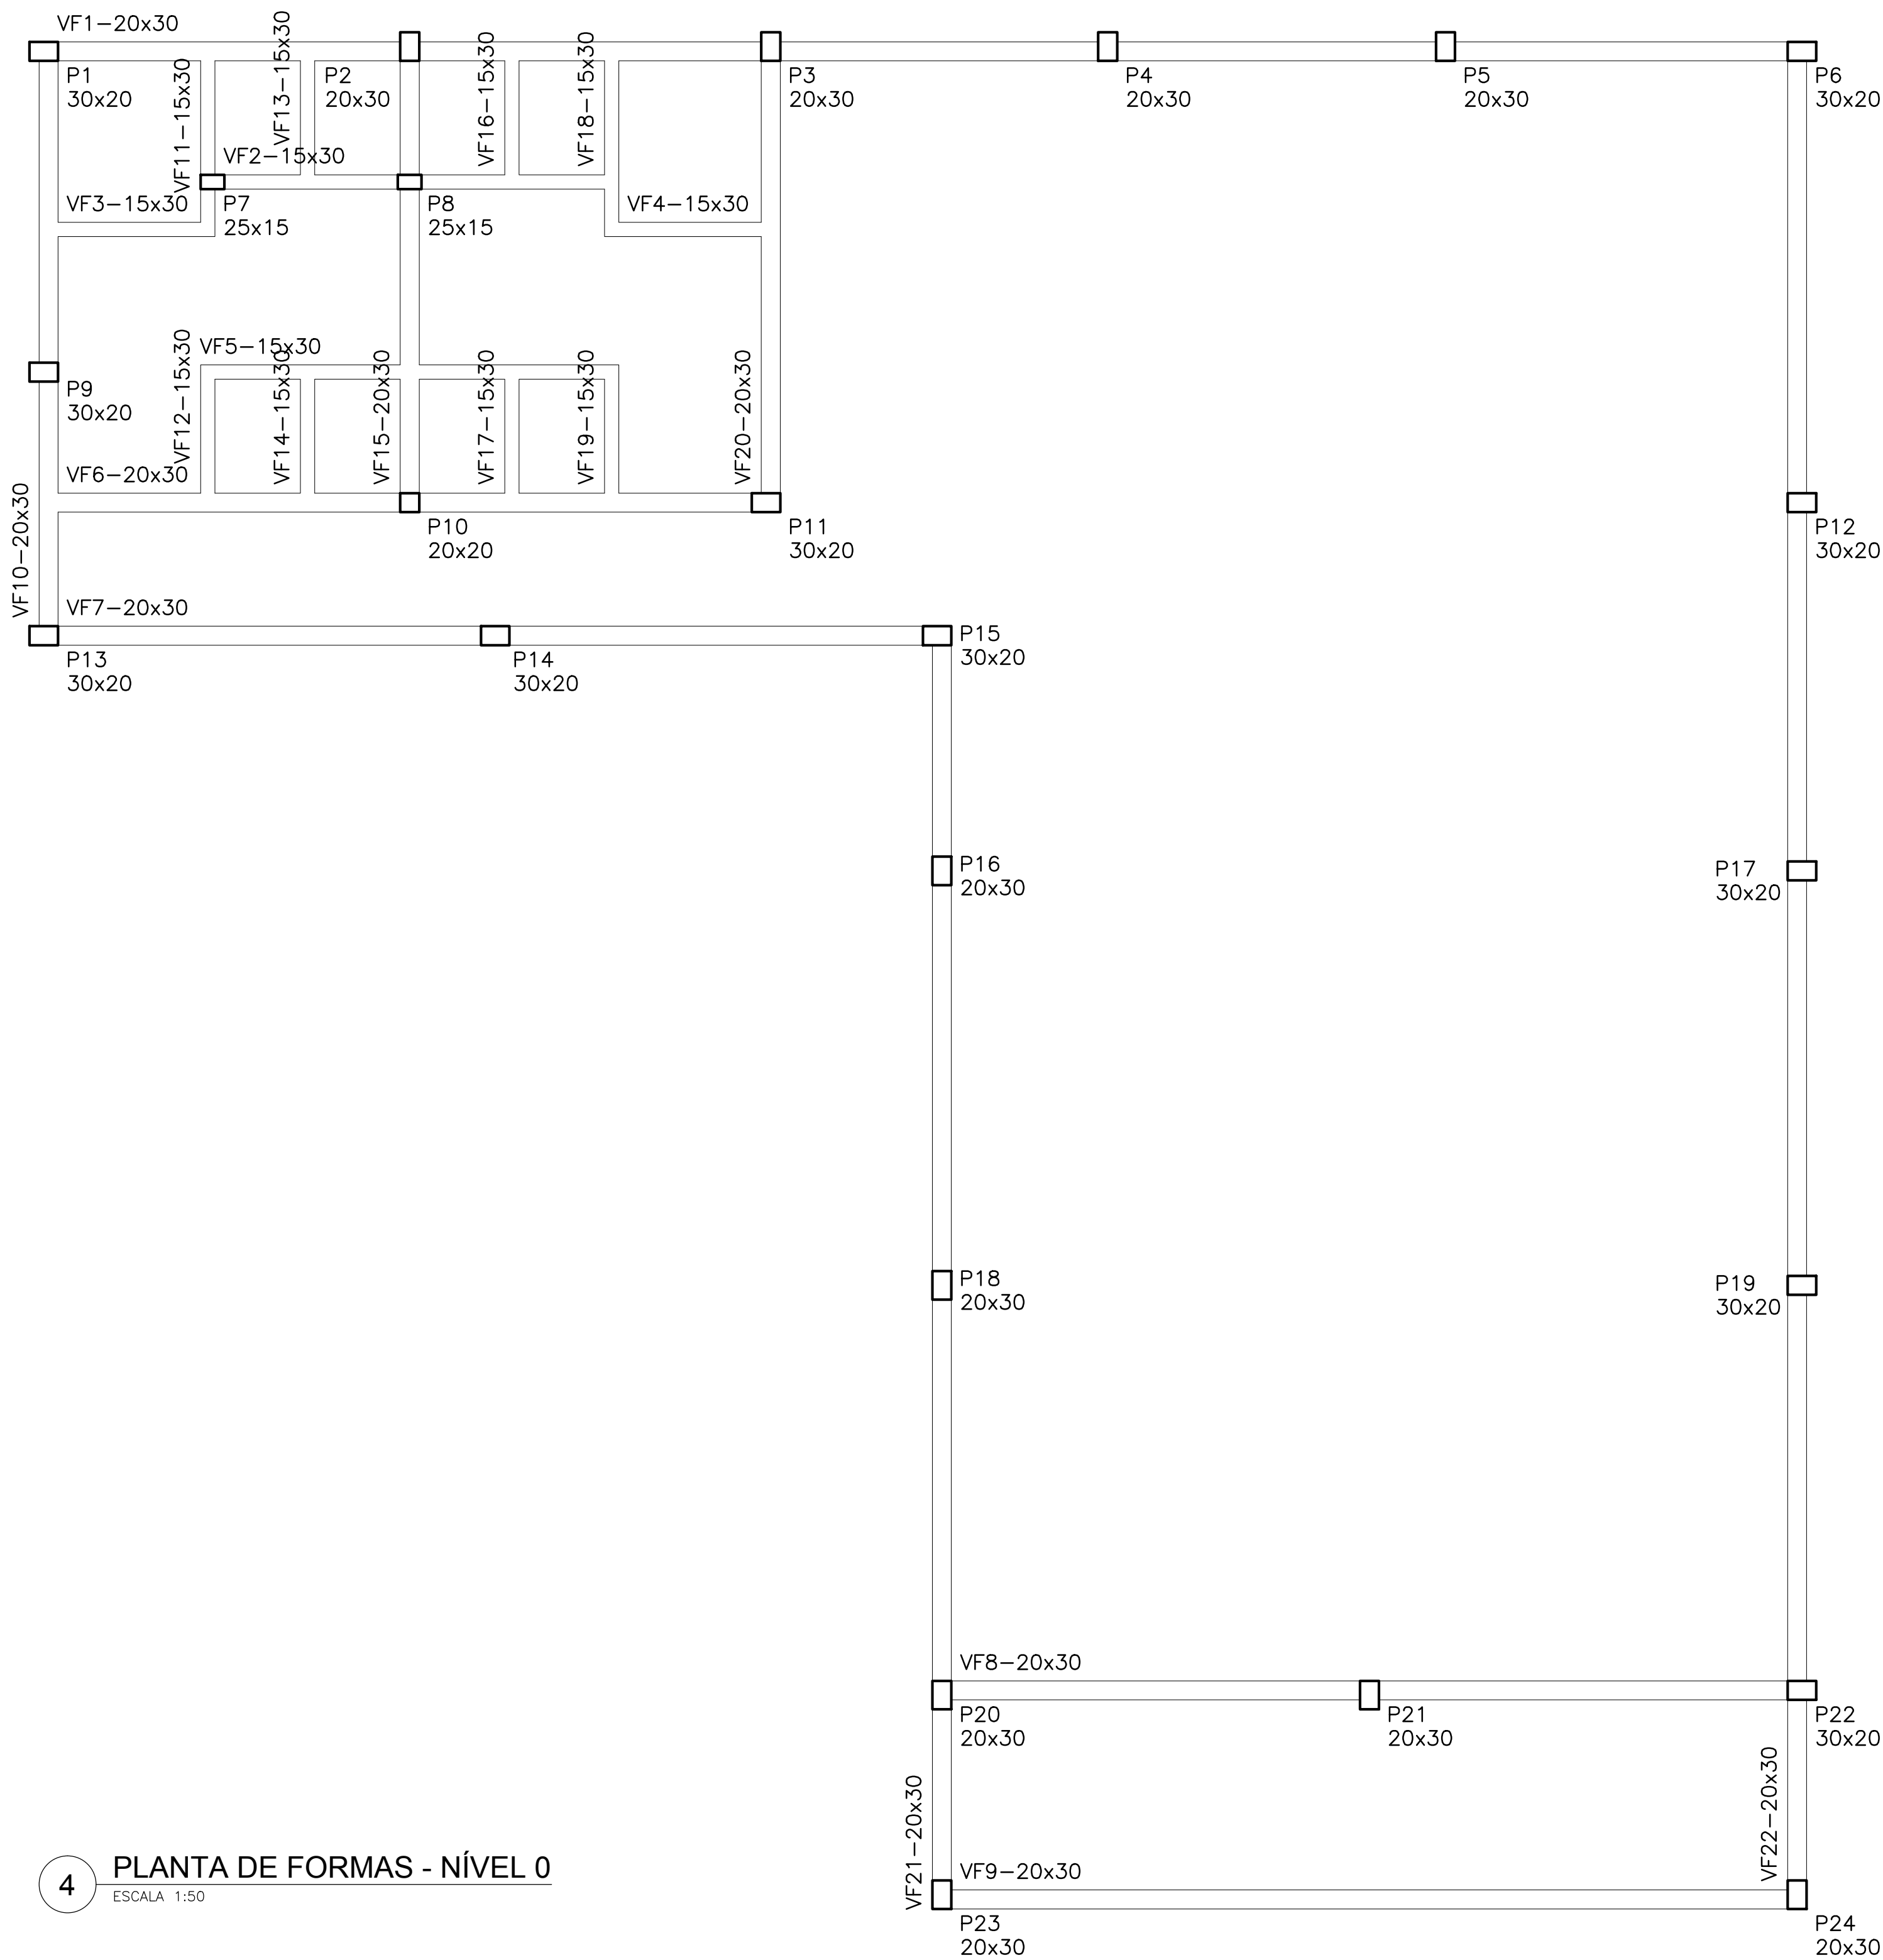 VF1-20x30
P1
30x20
VF11-15x30
VF13-15x30
P2
20x30
VF16-15x30
VF18-15x30
P3
20x30
P4
20x30
P5
20x30
P6
30x20
VF2-15x30
VF3-15x30
P7
25x15
P8
25x15
VF4-15x30
VF5-15x30
P9
30x20
VF12-15x30
VF14-15x30
VF15-20x30
VF17-15x30
VF19-15x30
VF20-20x30
VF6-20x30
VF10-20x30
P10
20x20
P11
30x20
P12
30x20
VF7-20x30
P13
30x20
P14
30x20
P15
30x20
P16
20x30
P17
30x20
P18
20x30
P19
30x20
VF8-20x30
P20
20x30
P21
20x30
P22
30x20
VF21-20x30
VF22-20x30
VF9-20x30
P23
20x30
P24
20x30
4
PLANTA DE FORMAS - NÍVEL 0
ESCALA 1:50